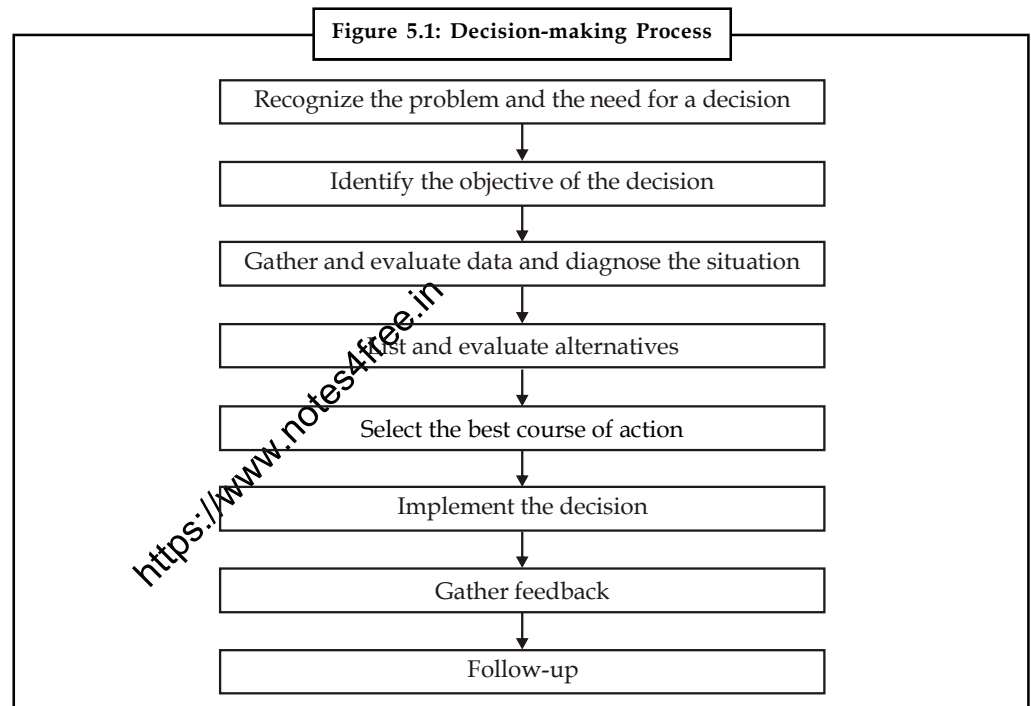 Figure 5.1: Decision-making Process
Recognize the problem and the need for a decision
Identify the objective of the decision
Gather and evaluate data and diagnose the situation
List and evaluate alternatives
Select the best course of action
Implement the decision
Gather feedback
Follow-up
https://www.notes4free.in